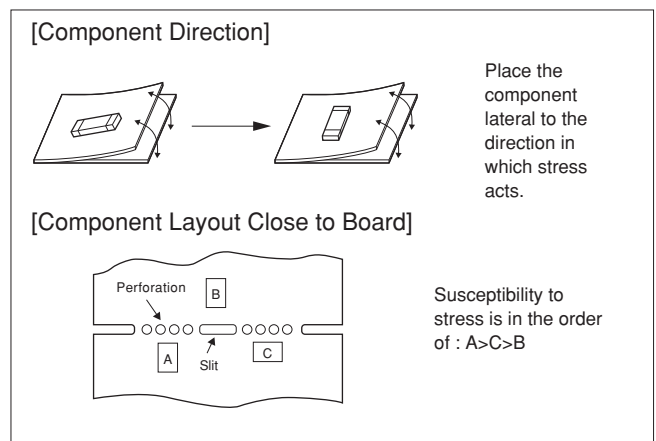 [Component Direction]
Place the
component
lateral to the
direction in
which stress
acts.
[Component Layout Close to Board]
Perforation
B
A
Slit
C
Susceptibility to
stress is in the order
of : A>C>B